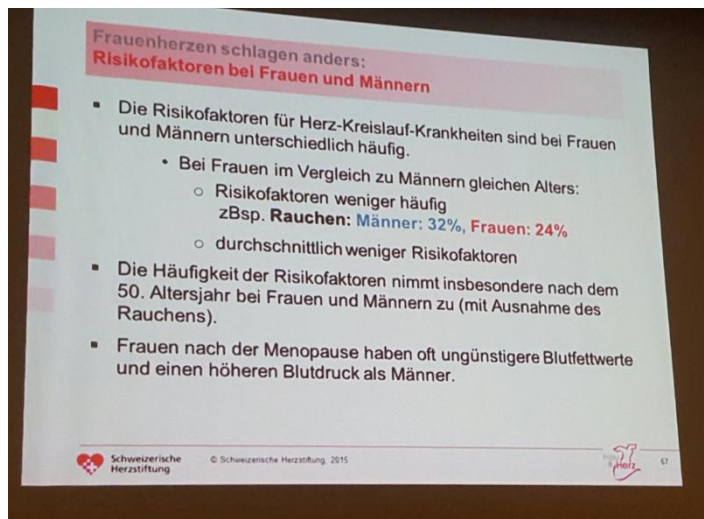 Frauenherzen schlagen anders:
Risikofaktoren bei Frauen und Männern
▪ Die Risikofaktoren für Herz-Kreislauf-Krankheiten sind bei Frauen
und Männern unterschiedlich häufig.
• Bei Frauen im Vergleich zu Männern gleichen Alters:
○ Risikofaktoren weniger häufig
zBsp. Rauchen: Männer: 32%, Frauen: 24%
○ durchschnittlich weniger Risikofaktoren
▪ Die Häufigkeit der Risikofaktoren nimmt insbesondere nach dem
50. Altersjahr bei Frauen und Männern zu (mit Ausnahme des
Rauchens).
▪ Frauen nach der Menopause haben oft ungünstigere Blutfettwerte
und einen höheren Blutdruck als Männer.
Schweizerische
Herzstiftung
© Schweizerische Herzstiftung, 2015
Herz
67